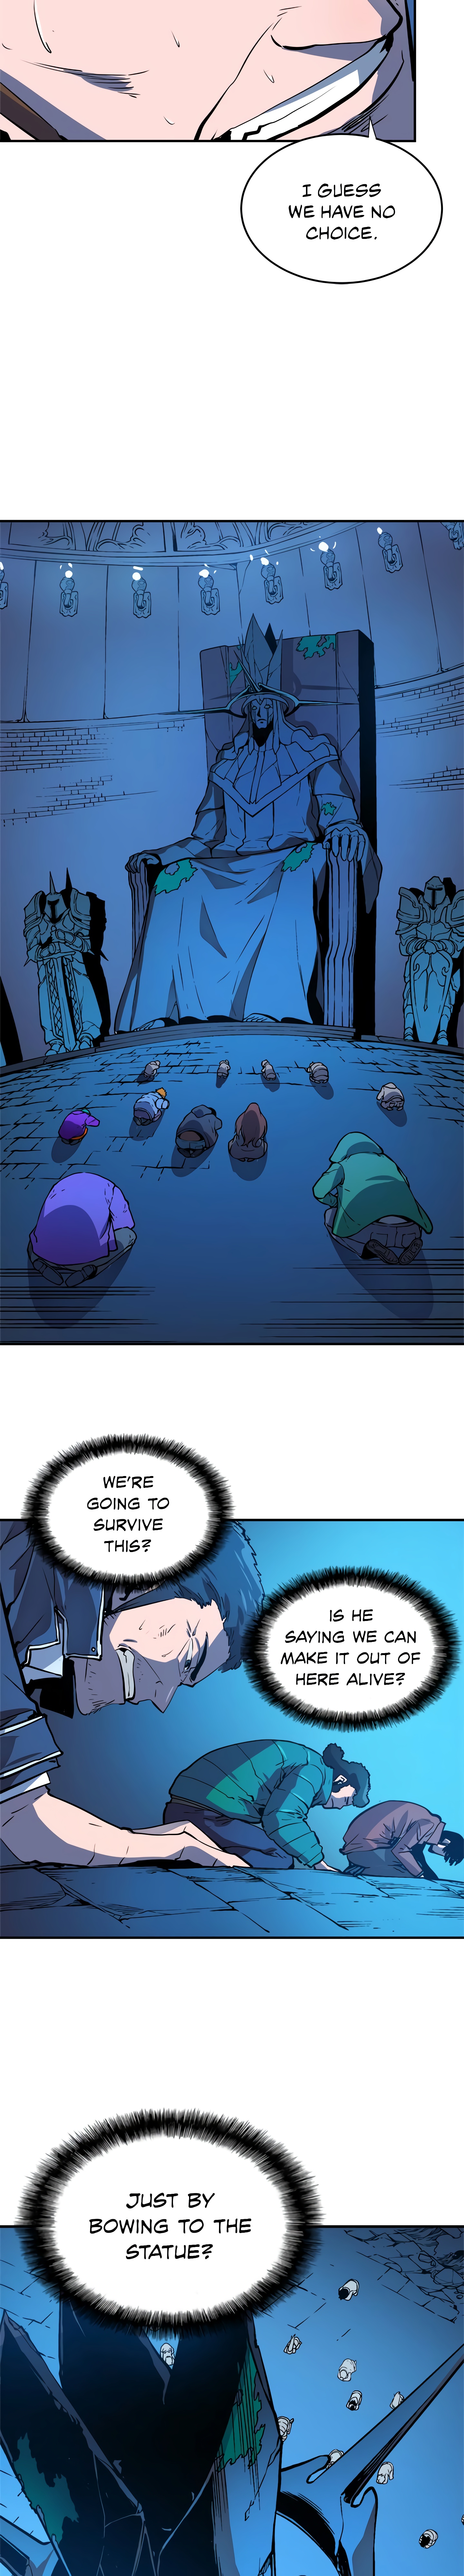 I GUESS
WE HAVE NO
CHOICE.
WE'RE
GOING TO
SURVIVE
THIS?
IS HE
SAYING WE CAN
MAKE IT OUT OF
HERE ALIVE?
JUST BY
BOWING TO THE
STATUE?